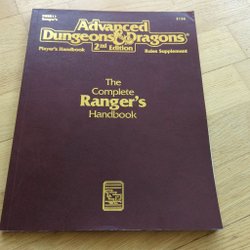 Advanced
Dungeons & Dragons®
2nd Edition
Player's Handbook
Rules Supplement
The
Complete
Ranger's
Handbook